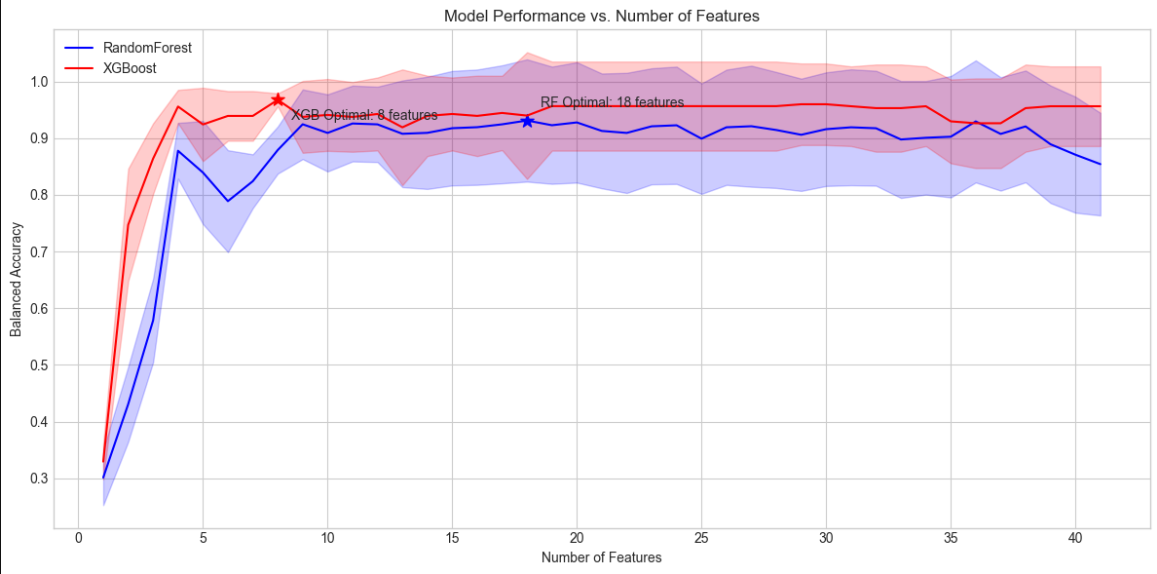 Model Performance vs. Number of Features
RandomForest
XGBoost
RF Optimal: 18 features
XGB Optimal: 8 features
Balanced Accuracy
1.0
0.9
0.8
0.7
0.6
0.5
0.4
0.3
0 5 10 15 20 25 30 35 40
Number of Features